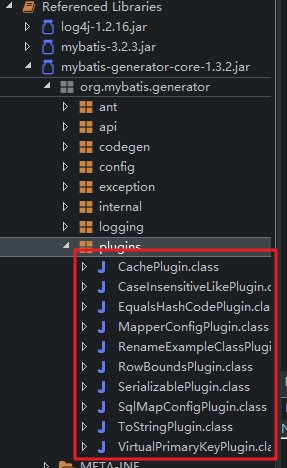 Referenced Libraries
log4j-1.2.16.jar
mybatis-3.2.3.jar
mybatis-generator-core-1.3.2.jar
org.mybatis.generator
ant
api
codegen
config
exception
internal
logging
plugins
CachePlugin.class
CaseInsensitiveLikePlugin.c
EqualsHashCodePlugin.cla
MapperConfigPlugin.class
RenameExampleClassPlugi
RowBoundsPlugin.class
SerializablePlugin.class
SqlMapConfigPlugin.class
ToStringPlugin.class
VirtualPrimaryKeyPlugin.cla
META-INF